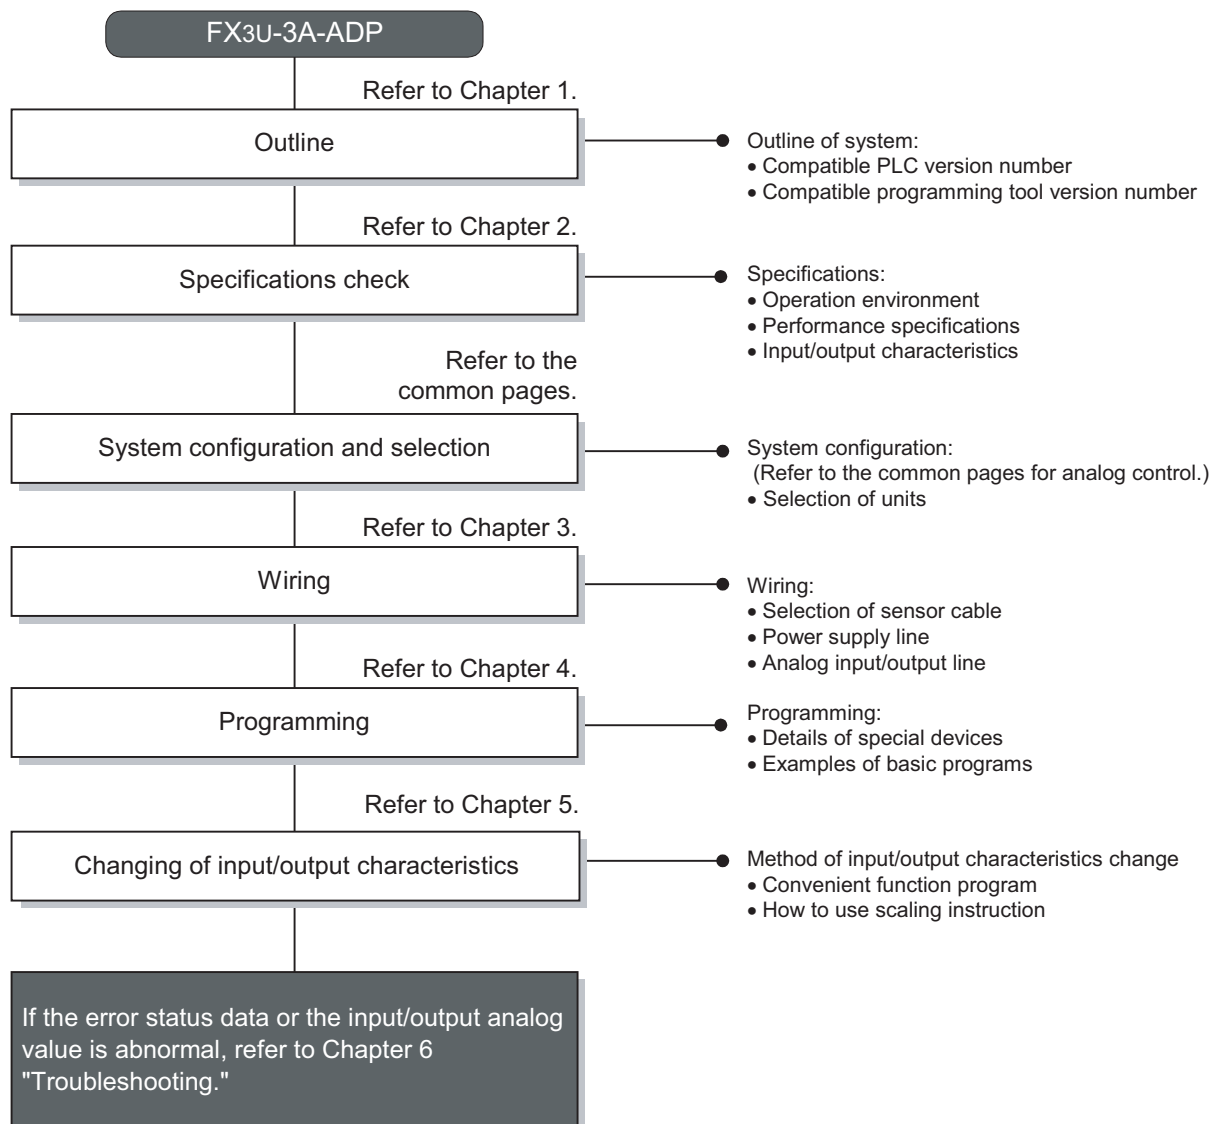 FX3U-3A-ADP
Refer to Chapter 1.
Outline
Outline of system:
• Compatible PLC version number
• Compatible programming tool version number
Refer to Chapter 2.
Specifications check
Specifications:
• Operation environment
• Performance specifications
• Input/output characteristics
Refer to the
common pages.
System configuration and selection
System configuration:
(Refer to the common pages for analog control.)
• Selection of units
Refer to Chapter 3.
Wiring
Wiring:
• Selection of sensor cable
• Power supply line
• Analog input/output line
Refer to Chapter 4.
Programming
Programming:
• Details of special devices
• Examples of basic programs
Refer to Chapter 5.
Changing of input/output characteristics
Method of input/output characteristics change
• Convenient function program
• How to use scaling instruction
If the error status data or the input/output analog
value is abnormal, refer to Chapter 6
"Troubleshooting."